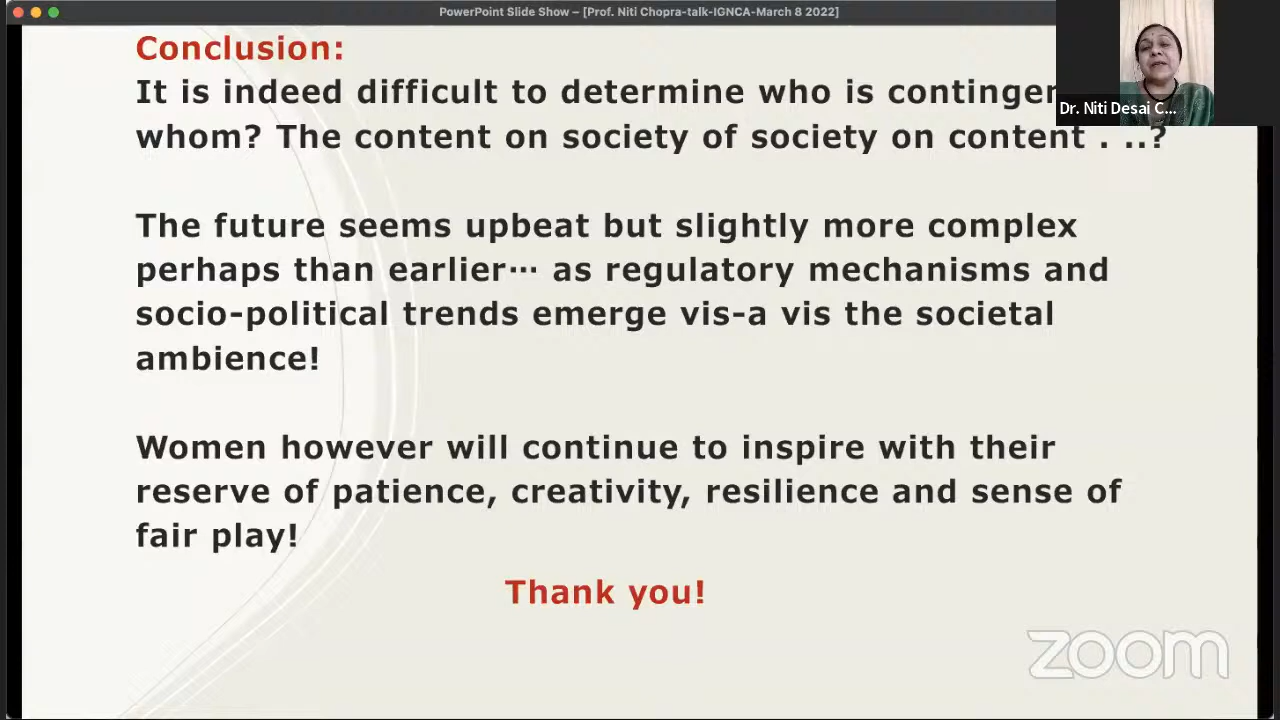 PowerPoint Slide Show – [Prof. Niti Chopra-talk-IGNCA-March 8 2022]
Conclusion:
It is indeed difficult to determine who is
whom? The content on society of society on content . ..?
The future seems upbeat but slightly more complex
perhaps than earlier… as regulatory mechanisms and
socio-political trends emerge vis-a vis the societal
ambience!
Women however will continue to inspire with their
reserve of patience, creativity, resilience and sense of
fair play!
Thank you!
Dr. Niti Desai C...
zoom